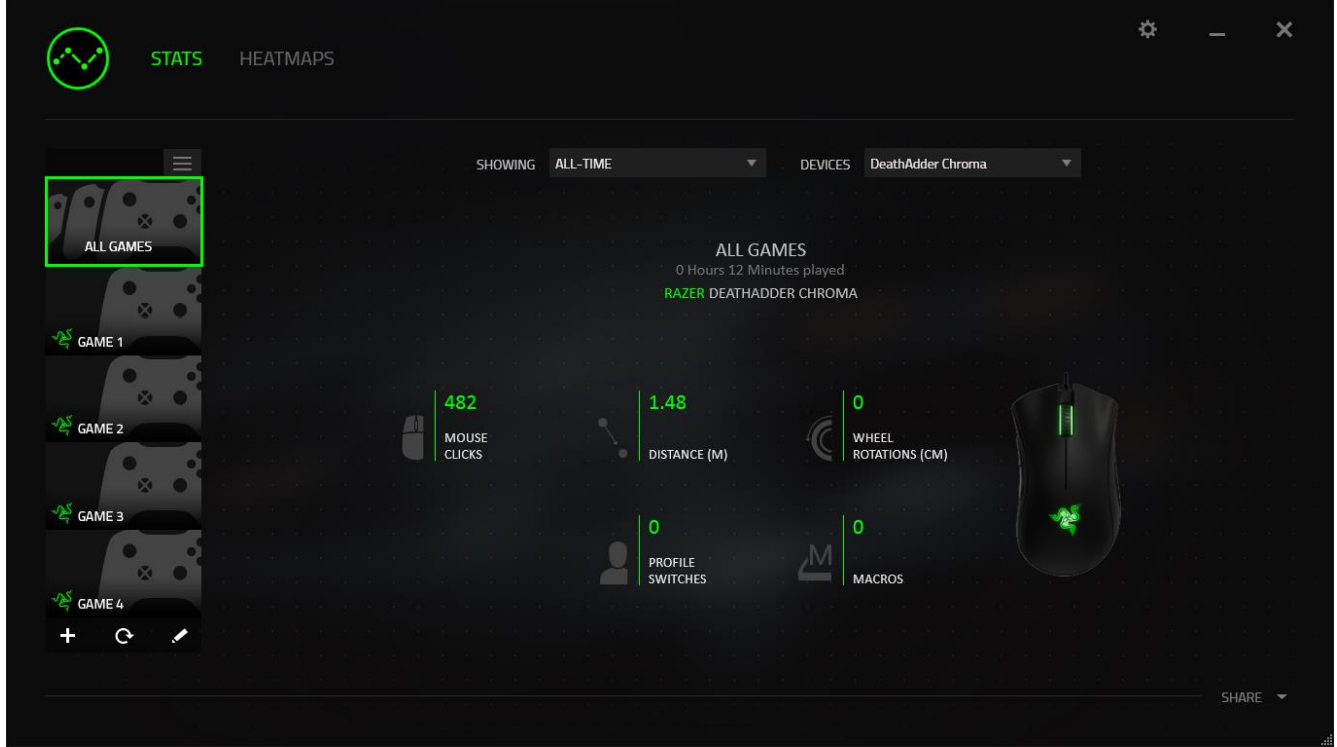 STATS HEATMAPS
SHOWING ALL-TIME DEVICES DeathAdder Chroma
ALL GAMES
GAME 1
GAME 2
GAME 3
GAME 4
ALL GAMES
0 Hours 12 Minutes played
RAZER DEATHADDER CHROMA
482
MOUSE
CLICKS
1.48
DISTANCE (M)
0
WHEEL
ROTATIONS (CM)
0
PROFILE
SWITCHES
M
0
MACROS
SHARE